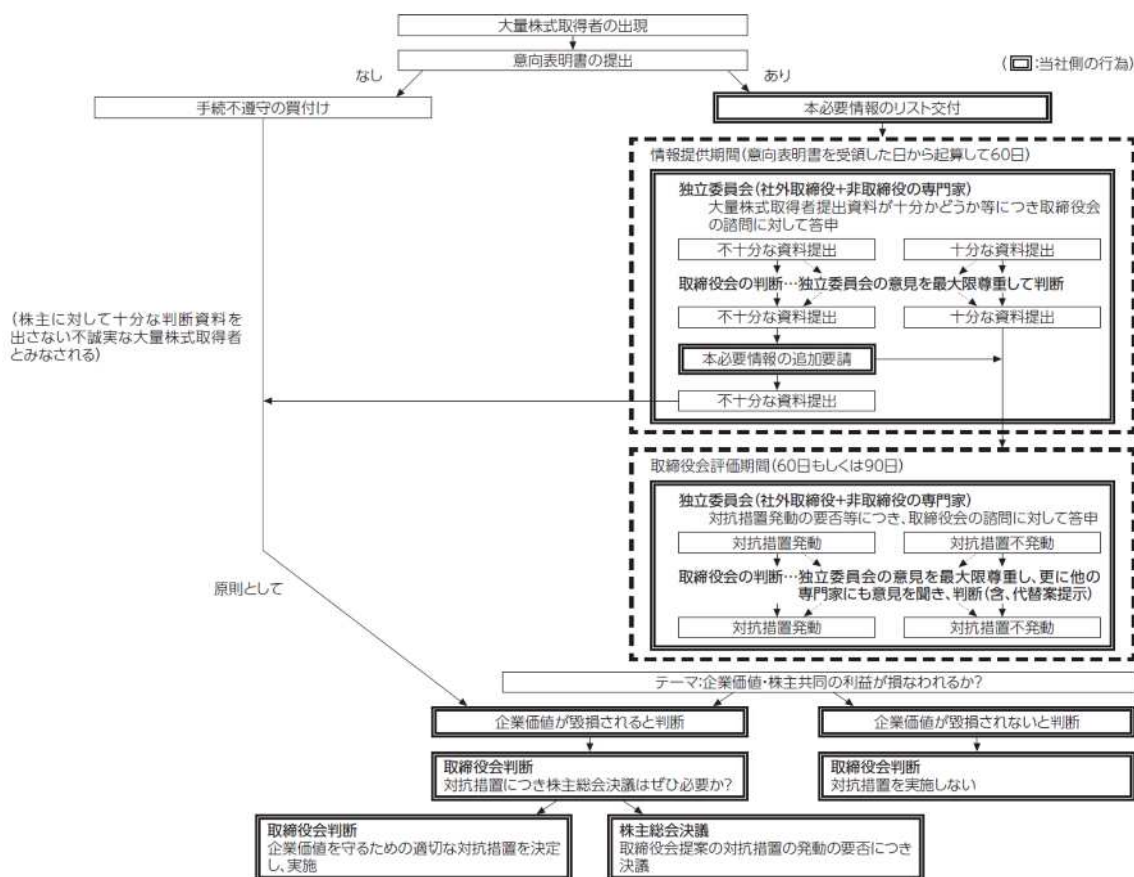 大量株式取得者の出現
意向表明書の提出
なし
あり
(回:当社側の行為)
手続不遵守の買付け
本必要情報のリスト交付
情報提供期間(意向表明書を受領した日から起算して60日)
独立委員会(社外取締役+非取締役の専門家)
大量株式取得者提出資料が十分かどうか等につき取締役会
の諮問に対して答申
不十分な資料提出
十分な資料提出
取締役会の判断…独立委員会の意見を最大限尊重して判断
不十分な資料提出
十分な資料提出
(株主に対して十分な判断資料を
出さない不誠実な大量株式取得者
とみなされる)
本必要情報の追加要請
不十分な資料提出
取締役会評価期間(60日もしくは90日)
独立委員会(社外取締役+非取締役の専門家)
対抗措置発動の要否等につき、取締役会の諮問に対して答申
対抗措置発動
対抗措置不発動
原則として
取締役会の判断…独立委員会の意見を最大限尊重し、更に他の
専門家にも意見を聞き、判断(含、代替案提示)
対抗措置発動
対抗措置不発動
テーマ:企業価値・株主共同の利益が損なわれるか?
企業価値が毀損されると判断
企業価値が毀損されないと判断
取締役会判断
対抗措置につき株主総会決議はぜひ必要か?
取締役会判断
対抗措置を実施しない
取締役会判断
企業価値を守るための適切な対抗措置を決定
し、実施
株主総会決議
取締役会提案の対抗措置の発動の要否につき
決議